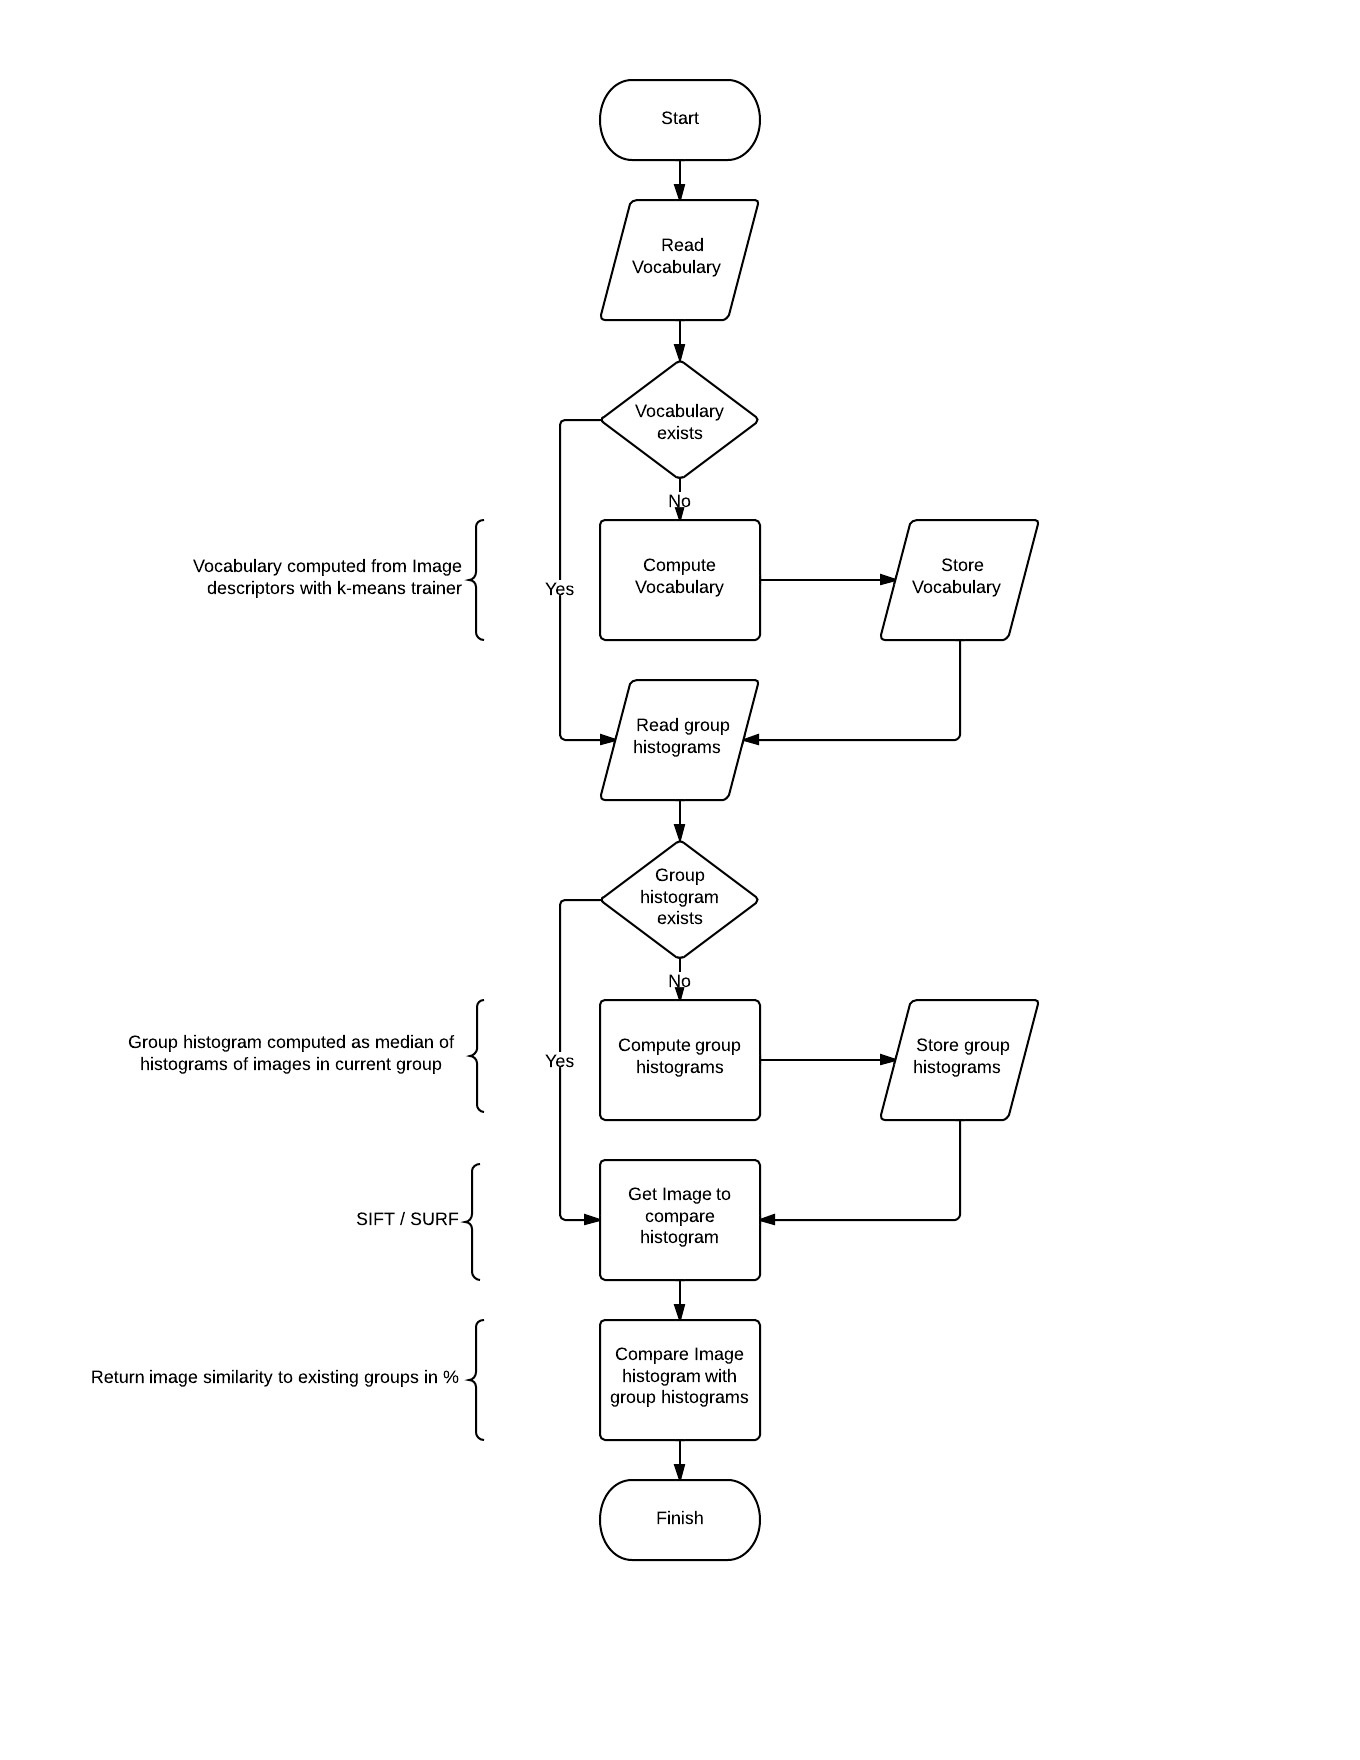 Start
Read
Vocabulary
Vocabulary
exists
No
Vocabulary computed from Image
descriptors with k-means trainer
Yes
Compute
Vocabulary
Store
Vocabulary
Read group
histograms
Group
histogram
exists
No
Group histogram computed as median of
histograms of images in current group
Yes
Compute group
histograms
Store group
histograms
SIFT / SURF
Get Image to
compare
histogram
Return image similarity to existing groups in %
Compare Image
histogram with
group histograms
Finish